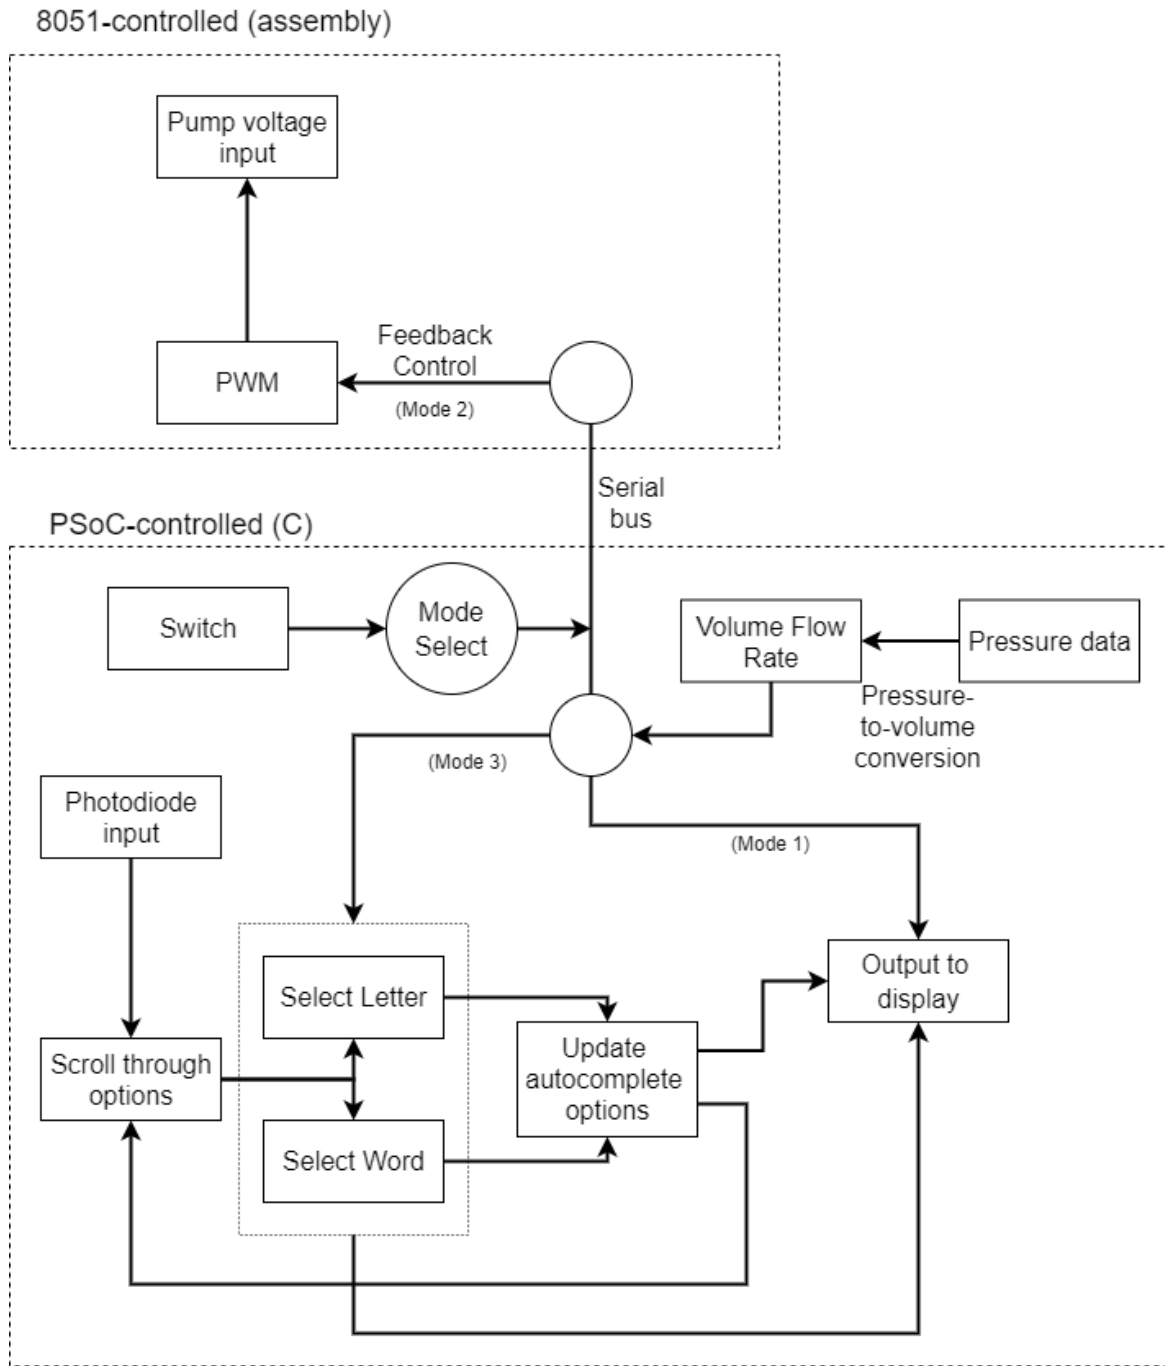 8051-controlled (assembly)
Pump voltage
input
Feedback
Control
PWM
(Mode 2)
Serial
bus
PSoC-controlled (C)
Switch
Mode
Select
Volume Flow
Rate
Pressure data
Pressure-
to-volume
conversion
(Mode 3)
Photodiode
input
(Mode 1)
Output to
display
Select Letter
Scroll through
options
Update
autocomplete
options
Select Word